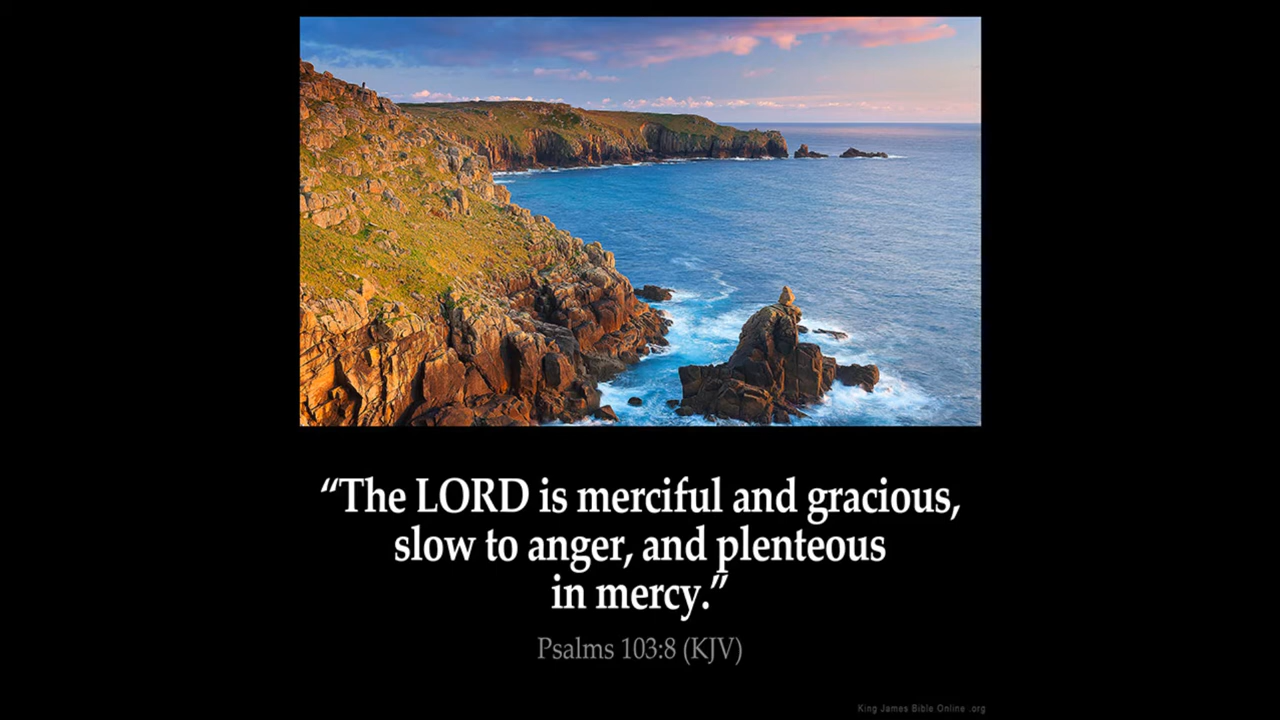 “The LORD is merciful and gracious,
slow to anger, and plenteous
in mercy.”
Psalms 103:8 (KJV)
King James Bible Online .org